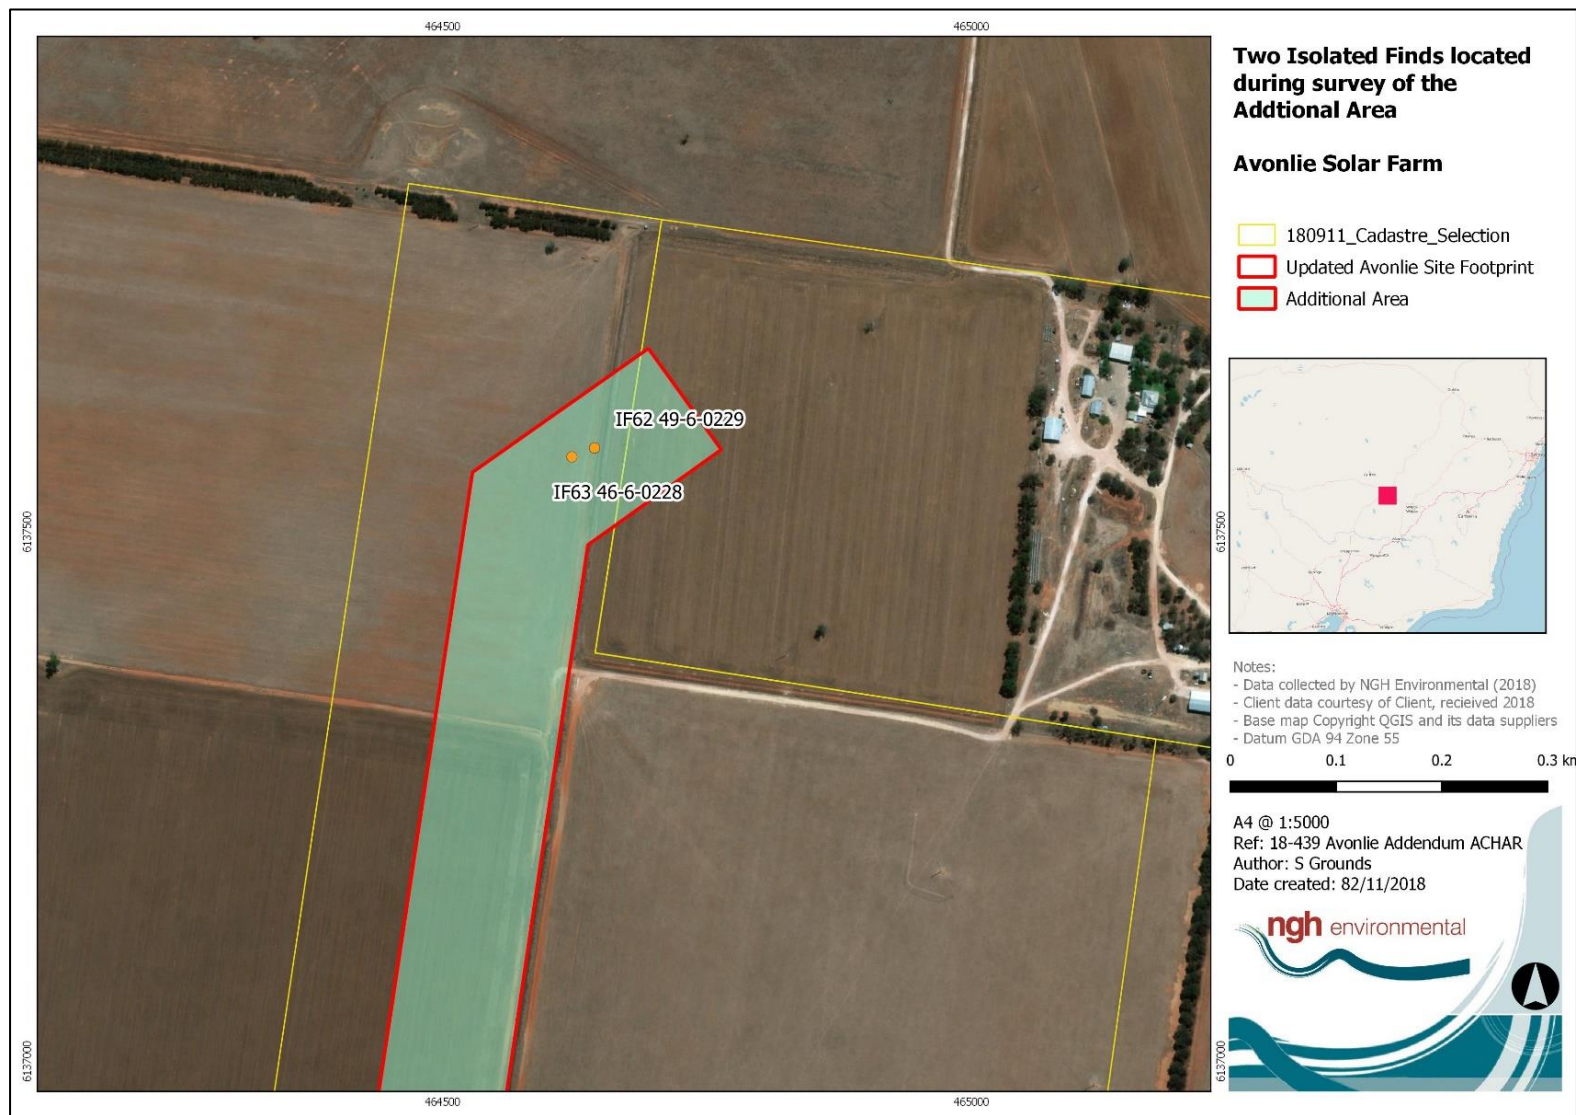 464500
465000
Two Isolated Finds located
during survey of the
Addtional Area
Avonlie Solar Farm
180911_Cadastre_Selection
Updated Avonlie Site Footprint
Additional Area
IF62 49-6-0229
IF63 46-6-0228
6137500
6137500
Notes:
- Data collected by NGH Environmental (2018)
- Client data courtesy of Client, recieived 2018
- Base map Copyright QGIS and its data suppliers
- Datum GDA 94 Zone 55
0 0.1 0.2 0.3 km
A4 @ 1:5000
Ref: 18-439 Avonlie Addendum ACHAR
Author: S Grounds
Date created: 82/11/2018
ngh environmental
6137000
6137000
464500
465000